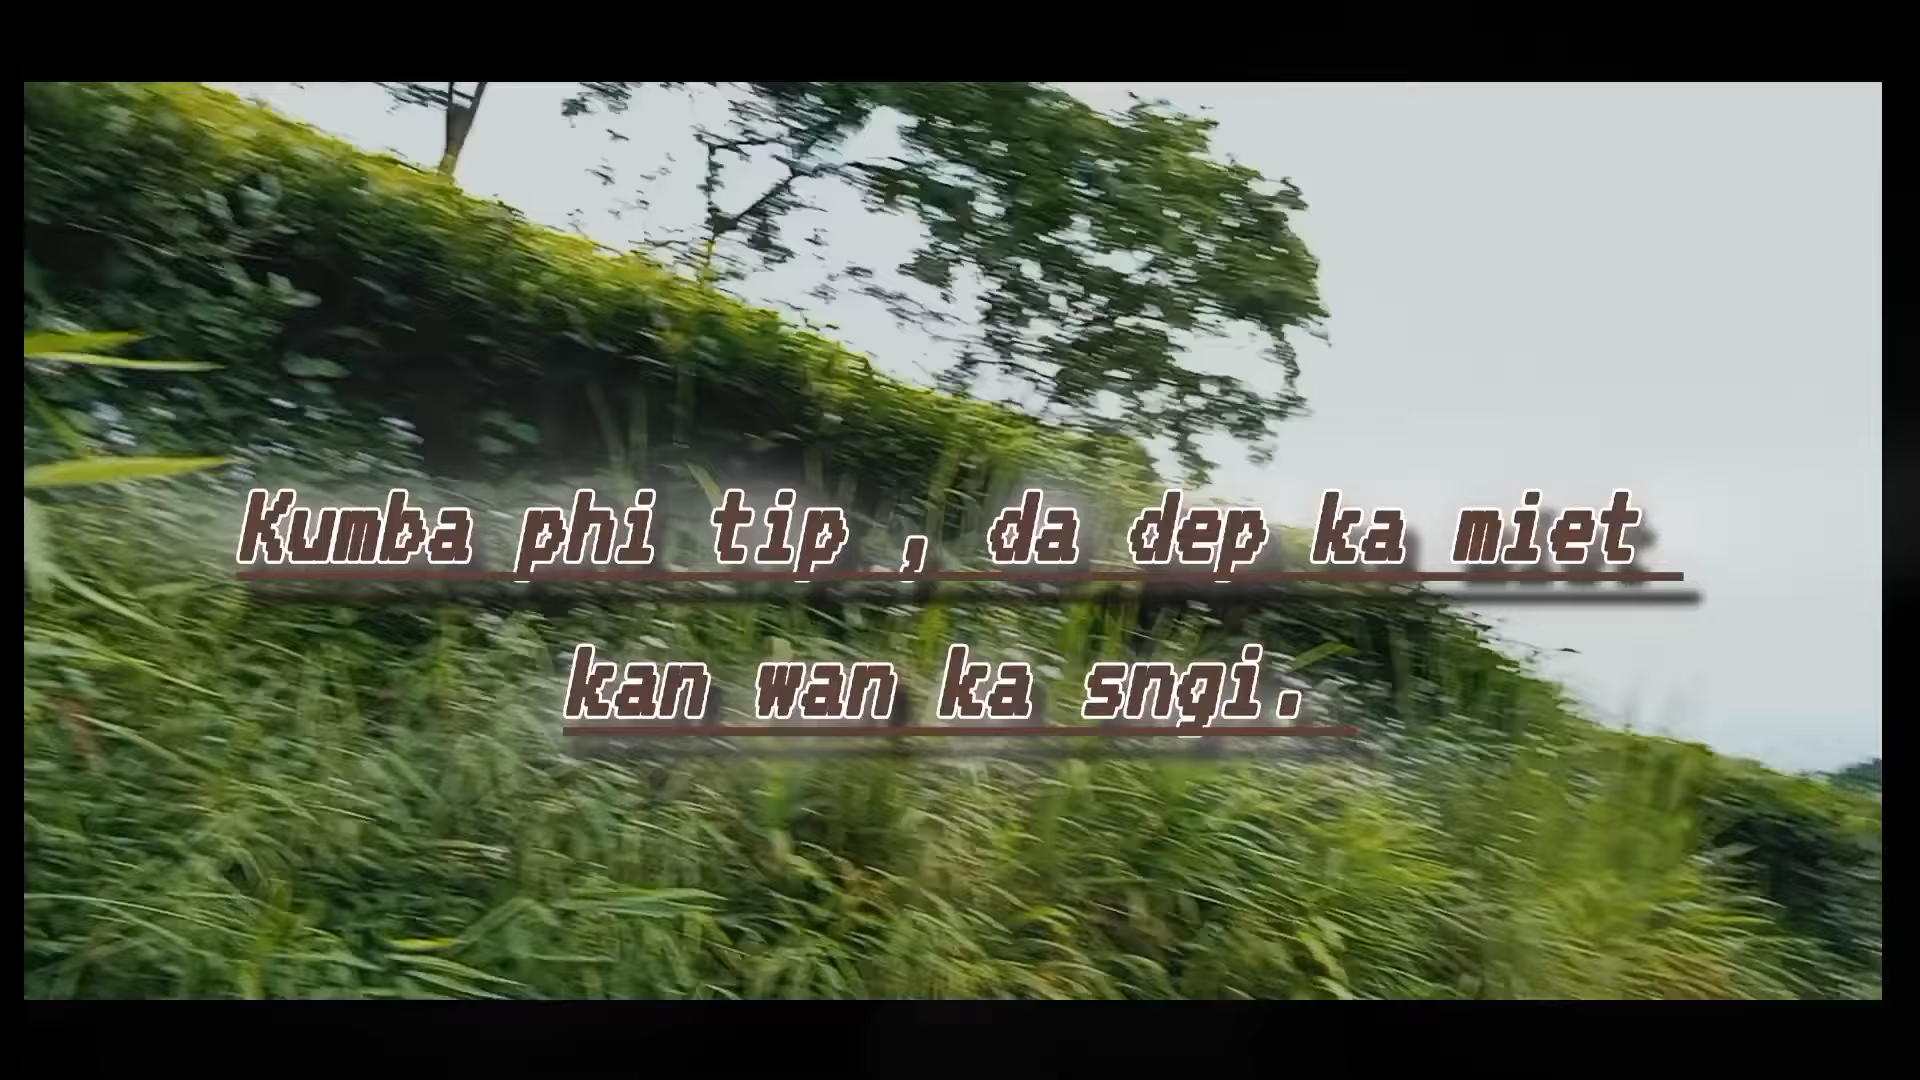 Kumba phi tip , da dep ka miet
kan wan ka sngi.